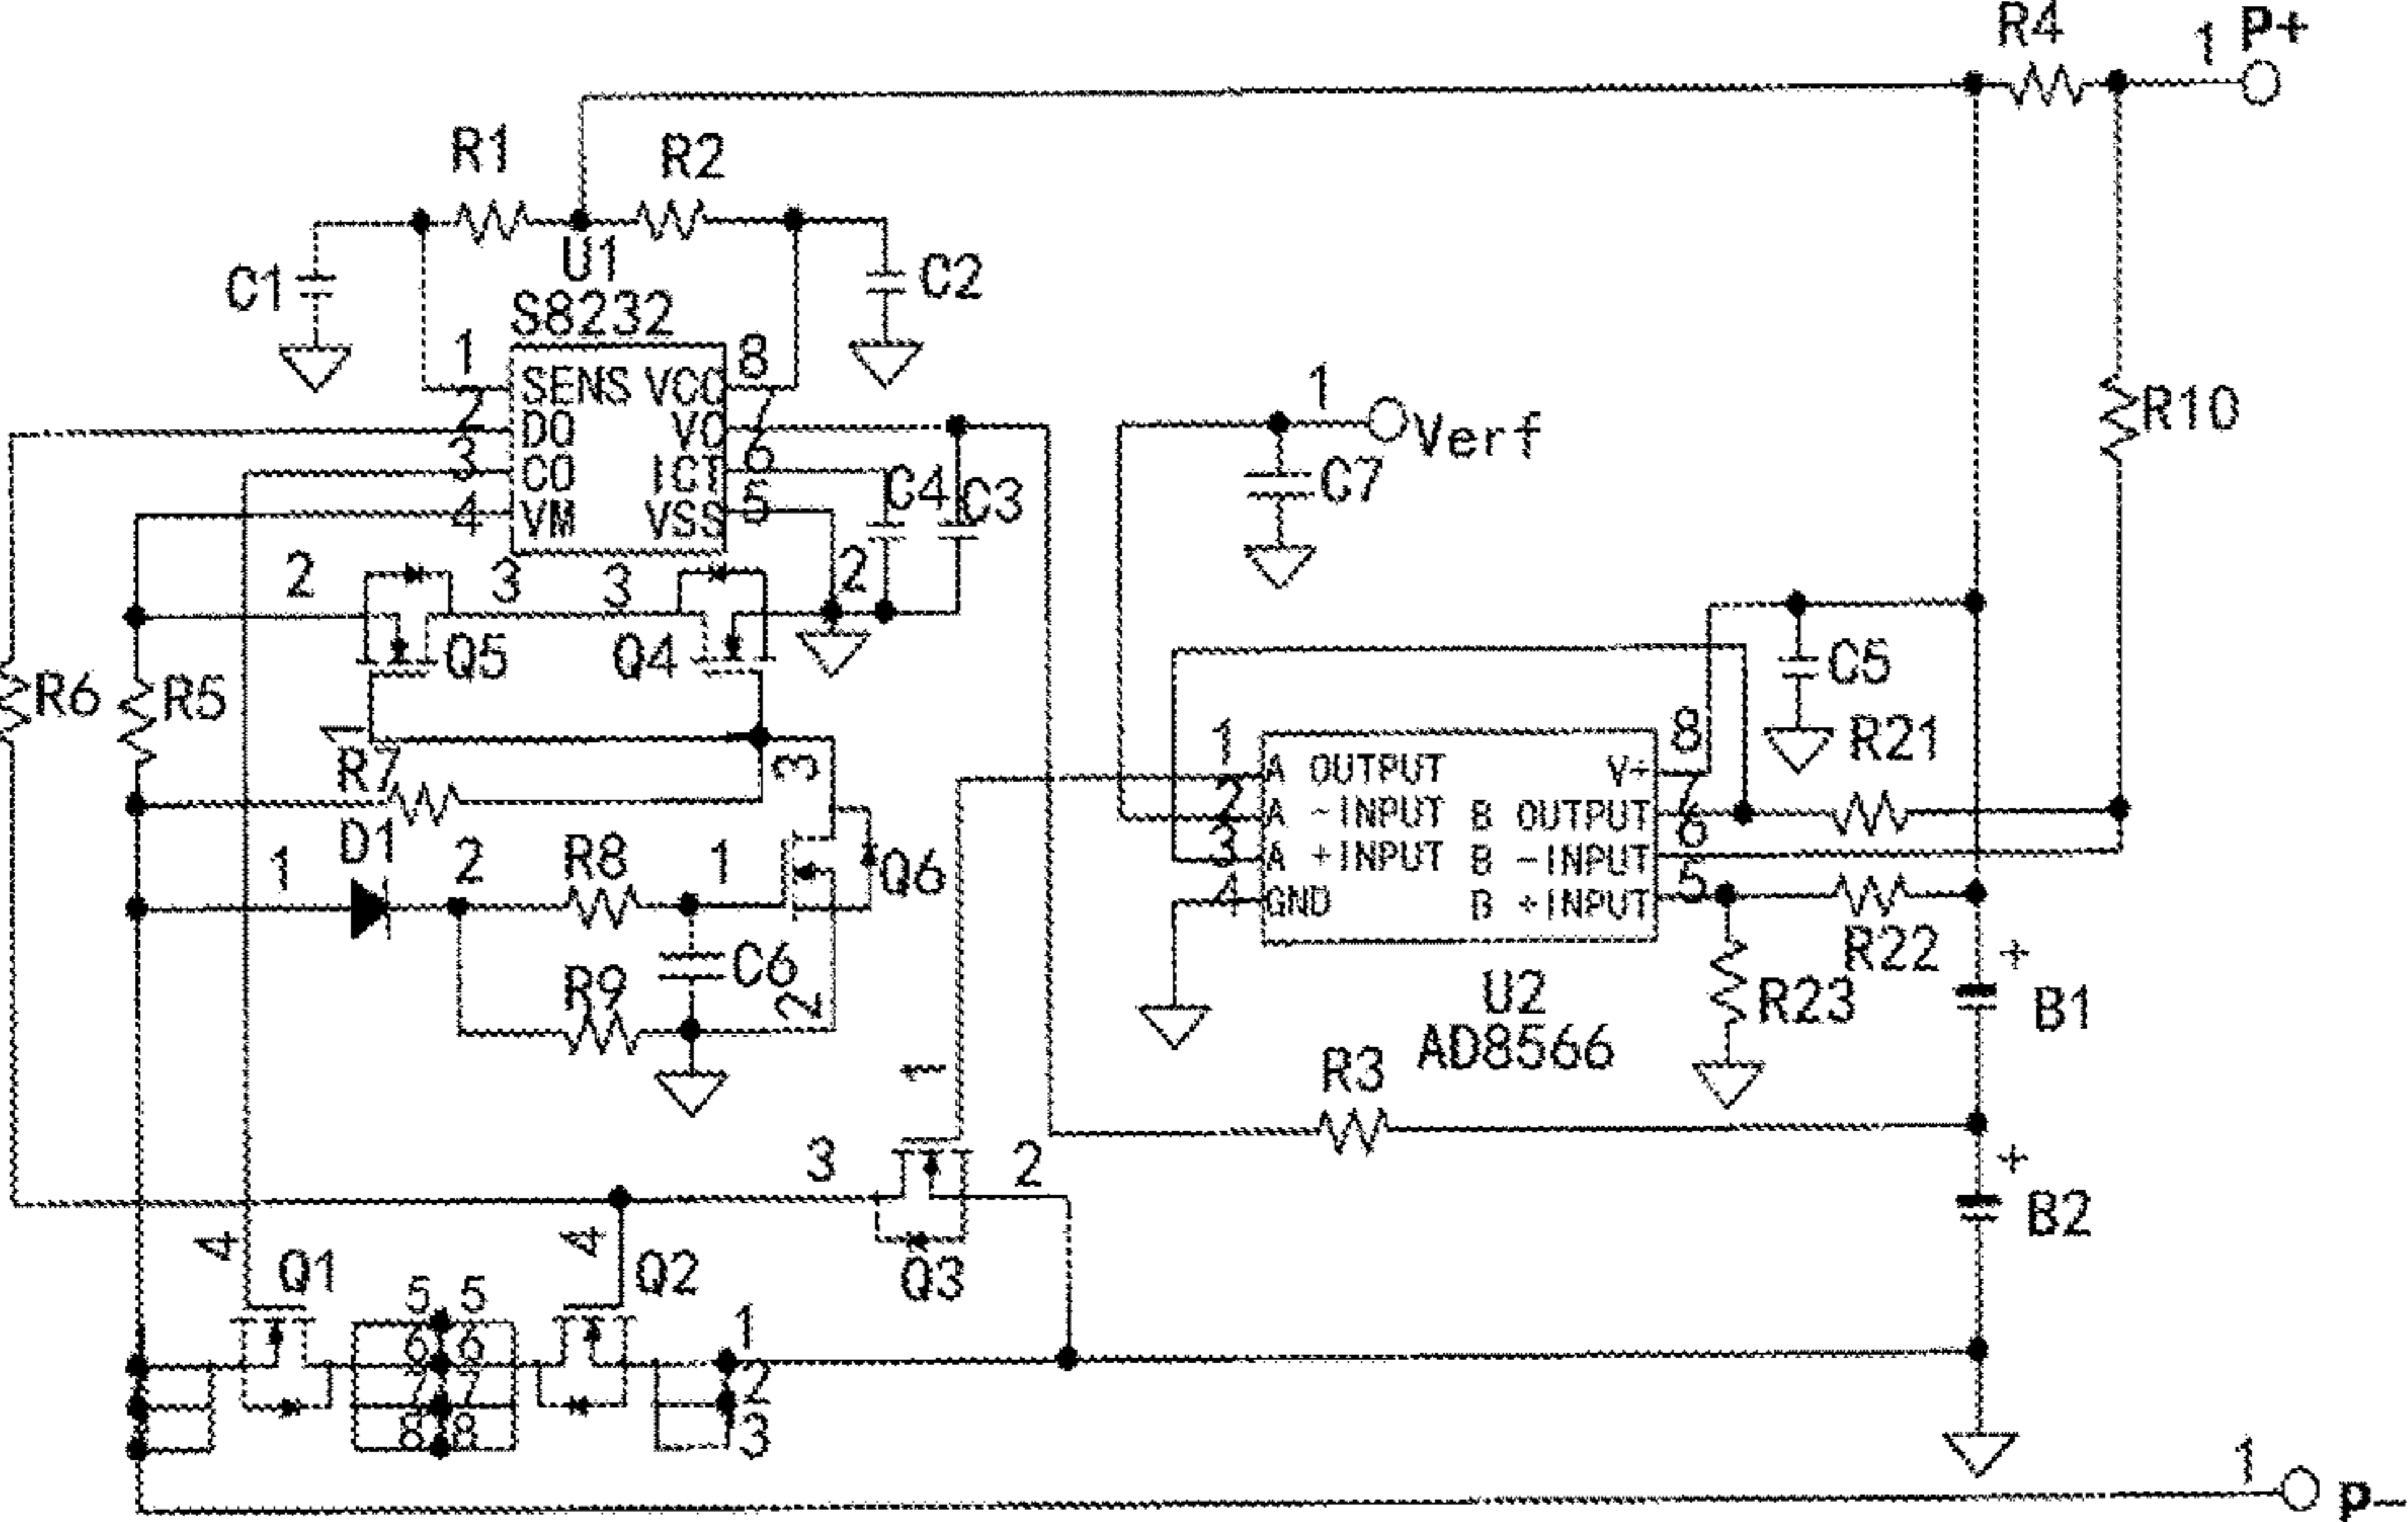 R4
1 P+
R1 R2
U1
C1 C2
S8232
1 8
SENS VCC
2 7
DO VC
3 6
CO ICT
4 5
VM VSS
C4 C3
1
Verf
C7
R10
2 3 3 2
Q5 Q4
R6 R5
C5
1
R7
3
R21
1 8
A OUTPUT V+
2 7
A -INPUT B OUTPUT
3 6
A +INPUT B -INPUT
4 5
GND B +INPUT
D1
1 2 R8 1
Q6
R9 C6 2
U2
AD8566
R22
R23
+
B1
R3
1
3 2
+
B2
4 4
Q1 Q2 Q3
5 5 1
6 6
7 7 2
8 8 3
1
P-